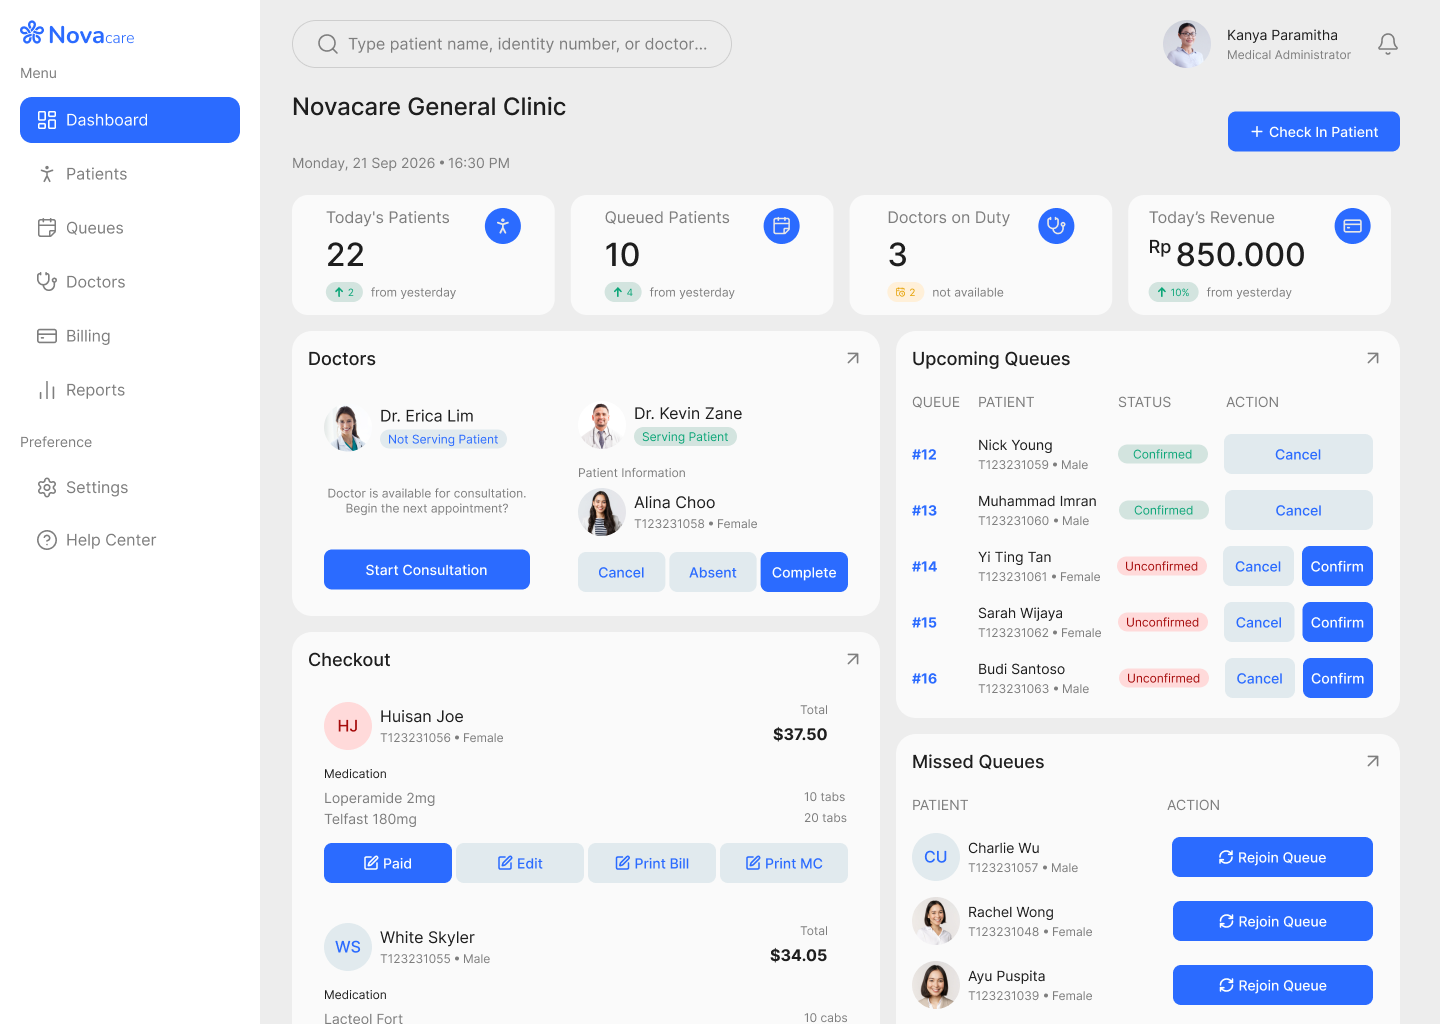 Novacare
Menu
Dashboard
Patients
Queues
Doctors
Billing
Reports
Preference
Settings
Help Center
Type patient name, identity number, or doctor...
Kanya Paramitha
Medical Administrator
Novacare General Clinic
Monday, 21 Sep 2026 • 16:30 PM
+ Check In Patient
Today's Patients
22
2 from yesterday
Queued Patients
10
4 from yesterday
Doctors on Duty
3
2 not available
Today’s Revenue
Rp 850.000
10% from yesterday
Doctors
Dr. Erica Lim
Not Serving Patient
Doctor is available for consultation.
Begin the next appointment?
Start Consultation
Dr. Kevin Zane
Serving Patient
Patient Information
Alina Choo
T123231058 • Female
Cancel Absent Complete
Upcoming Queues
QUEUE PATIENT STATUS ACTION
#12 Nick Young Confirmed Cancel
T123231059 • Male
#13 Muhammad Imran Confirmed Cancel
T123231060 • Male
#14 Yi Ting Tan Unconfirmed Cancel Confirm
T123231061 • Female
#15 Sarah Wijaya Unconfirmed Cancel Confirm
T123231062 • Female
#16 Budi Santoso Unconfirmed Cancel Confirm
T123231063 • Male
Checkout
HJ Huisan Joe
T123231056 • Female
Total
$37.50
Medication
Loperamide 2mg 10 tabs
Telfast 180mg 20 tabs
Paid Edit Print Bill Print MC
WS White Skyler
T123231055 • Male
Total
$34.05
Medication
Lacteol Fort 10 cabs
Missed Queues
PATIENT ACTION
CU Charlie Wu Rejoin Queue
T123231057 • Male
Rachel Wong Rejoin Queue
T123231048 • Female
Ayu Puspita Rejoin Queue
T123231039 • Female